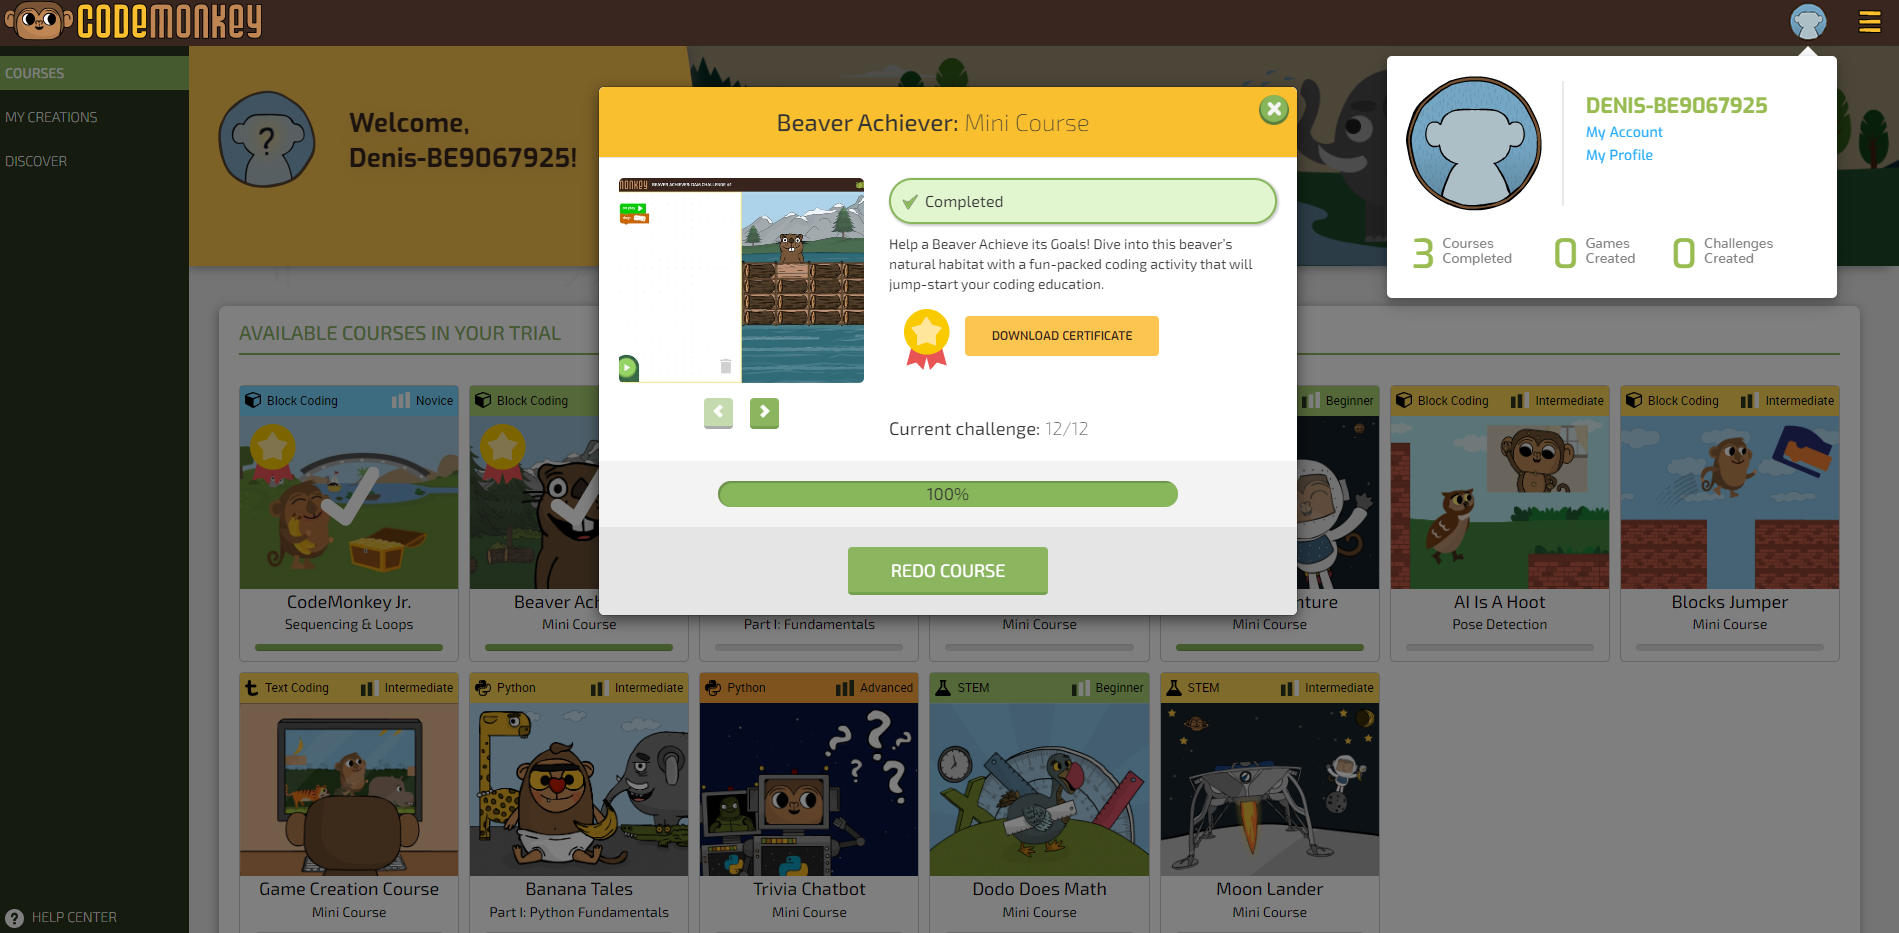 CODEMONKEY
COURSES
MY CREATIONS
DISCOVER
HELP CENTER
?
Welcome,
Denis-BE9067925!
DENIS-BE9067925
My Account
My Profile
3 Courses
Completed
0 Games
Created
0 Challenges
Created
Beaver Achiever: Mini Course
MONKEY BEAVER ACHIEVER DAM CHALLENGE #1
Completed
Help a Beaver Achieve its Goals! Dive into this beaver's
natural habitat with a fun-packed coding activity that will
jump-start your coding education.
DOWNLOAD CERTIFICATE
Current challenge: 12/12
100%
REDO COURSE
AVAILABLE COURSES IN YOUR TRIAL
Block Coding Novice
CodeMonkey Jr.
Sequencing & Loops
Block Coding
Beaver Ach
Mini Course
Part I: Fundamentals
Mini Course
Beginner
nture
Mini Course
Block Coding Intermediate
AI Is A Hoot
Pose Detection
Block Coding Intermediate
Blocks Jumper
Mini Course
Text Coding Intermediate
Game Creation Course
Mini Course
Python Intermediate
Banana Tales
Part I: Python Fundamentals
Python Advanced
? ? ? ? ?
Trivia Chatbot
Mini Course
STEM Beginner
Dodo Does Math
Mini Course
STEM Intermediate
Moon Lander
Mini Course